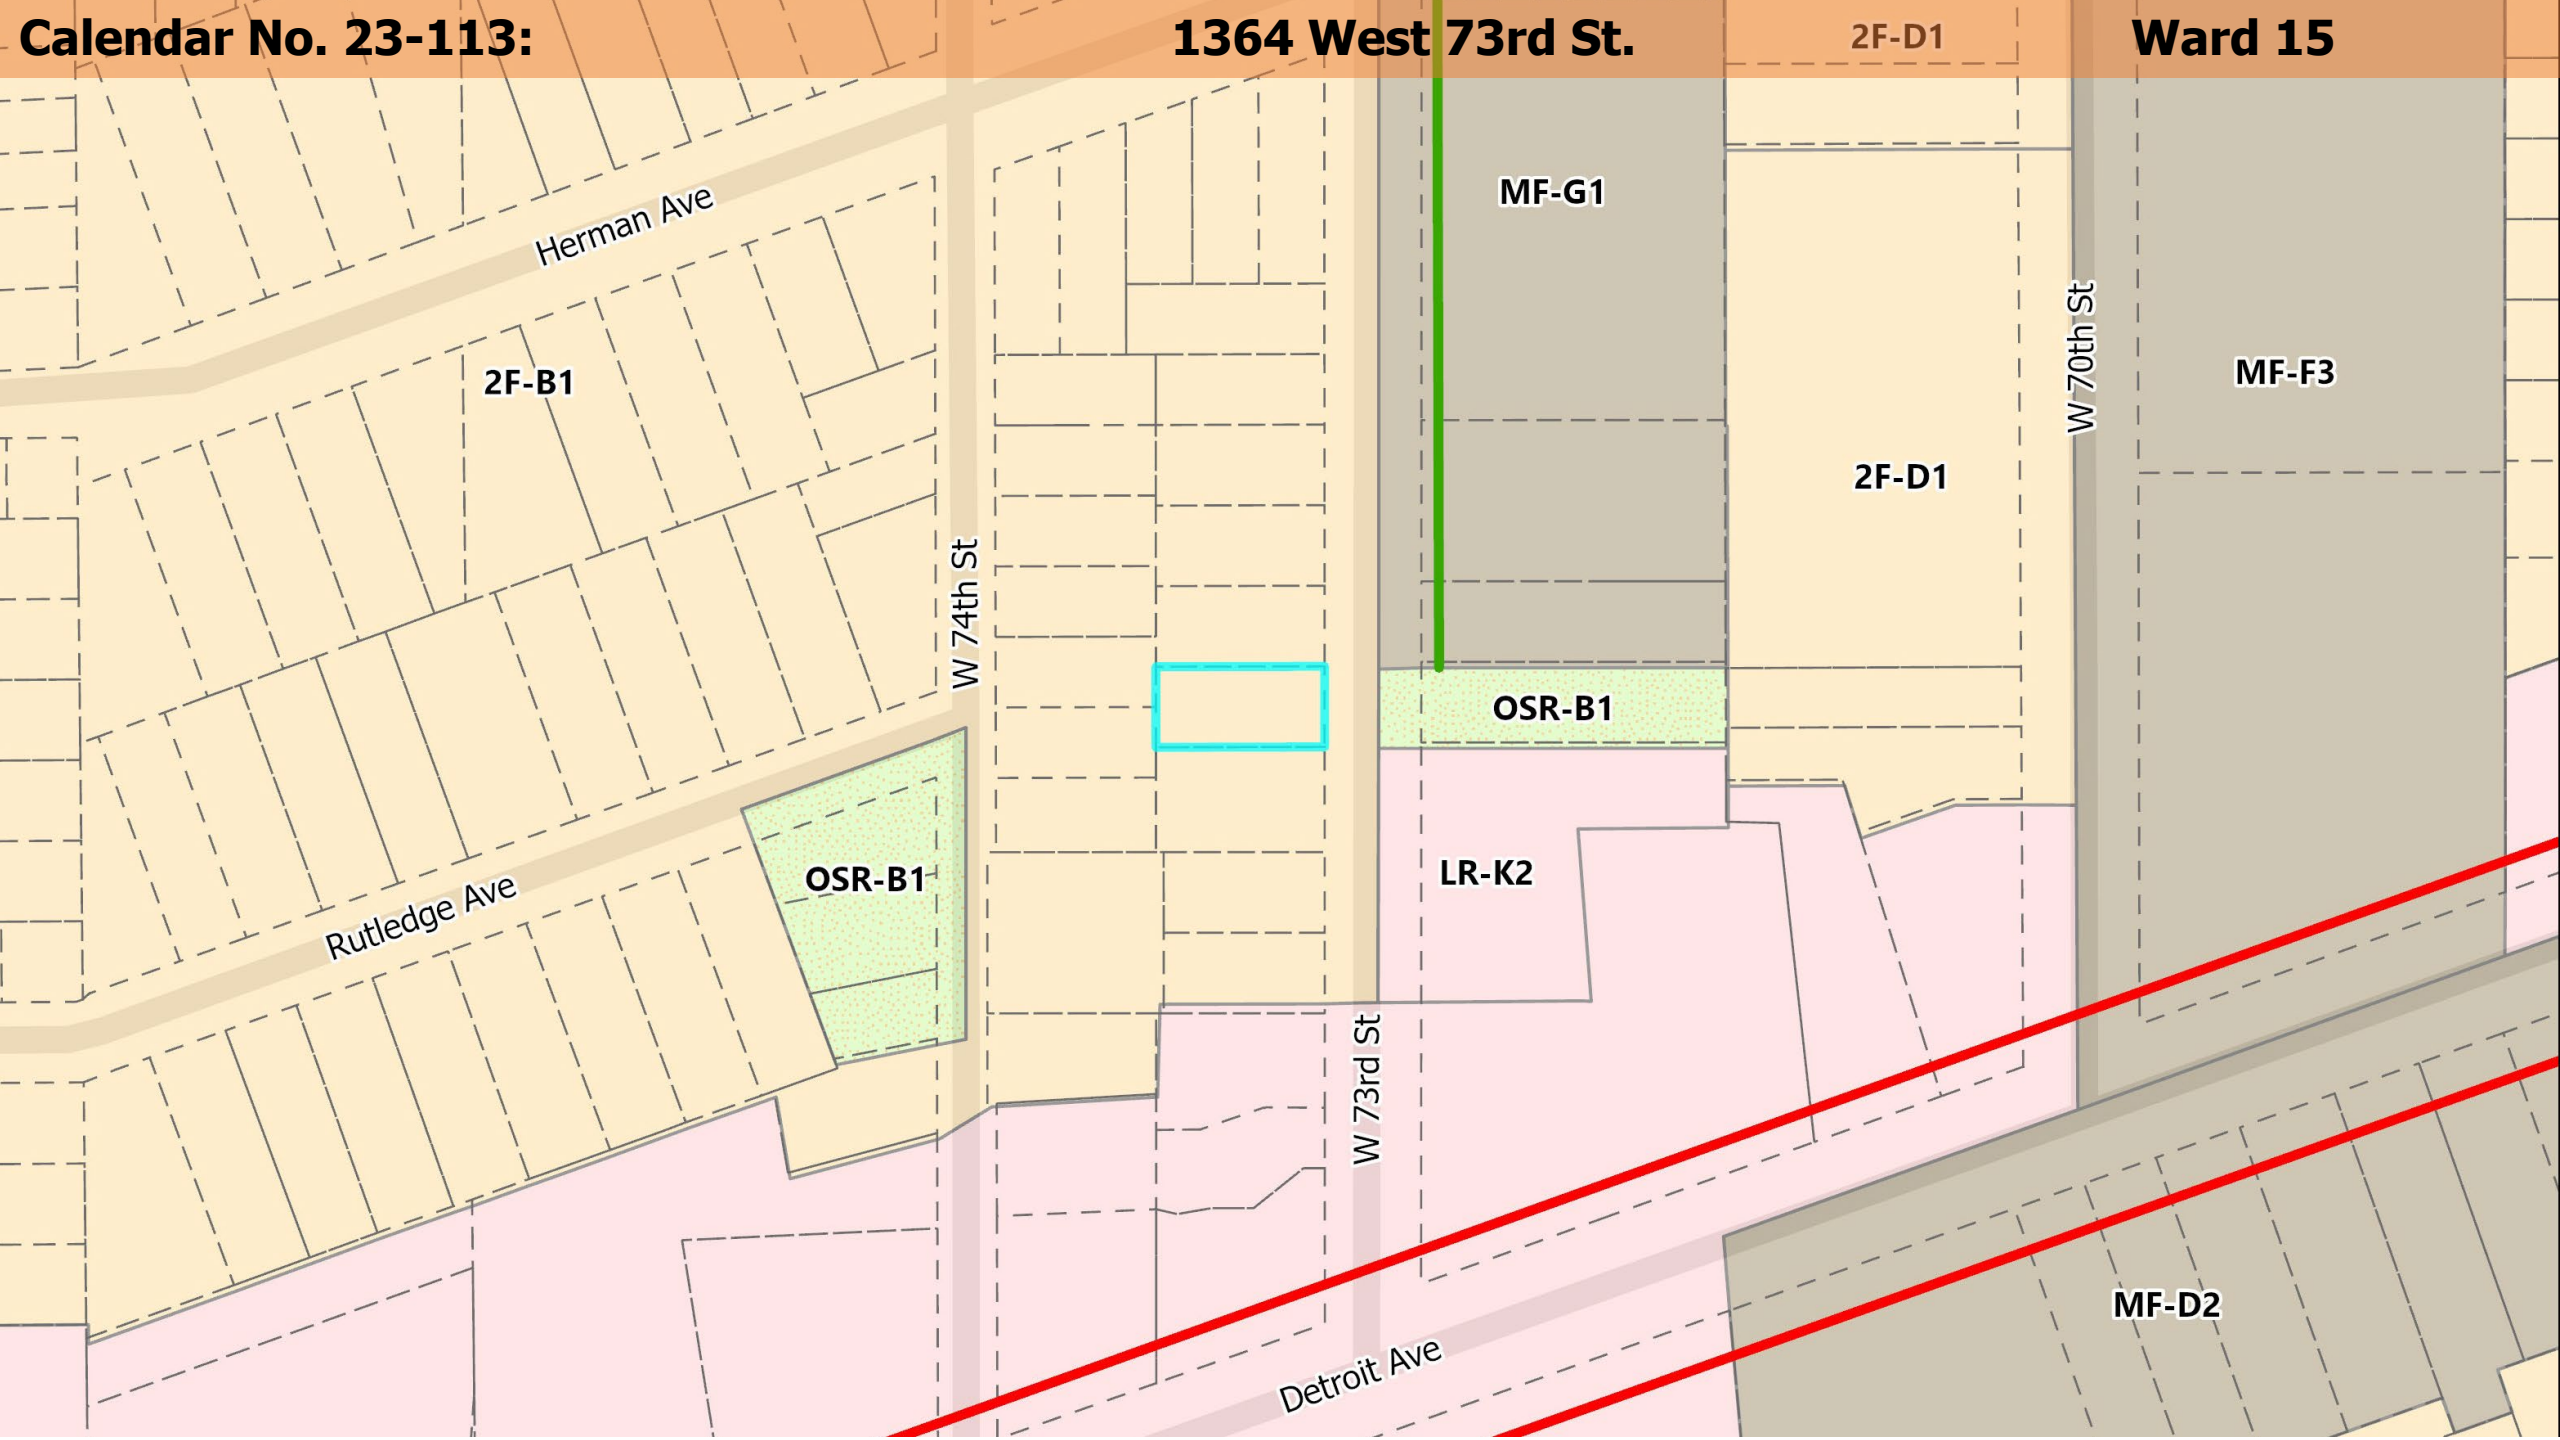 Calendar No. 23-113:
1364 West 73rd St.
2F-D1
Ward 15
MF-G1
Herman Ave
W 70th St
MF-F3
2F-B1
2F-D1
W 74th St
OSR-B1
OSR-B1
LR-K2
Rutledge Ave
W 73rd St
MF-D2
Detroit Ave